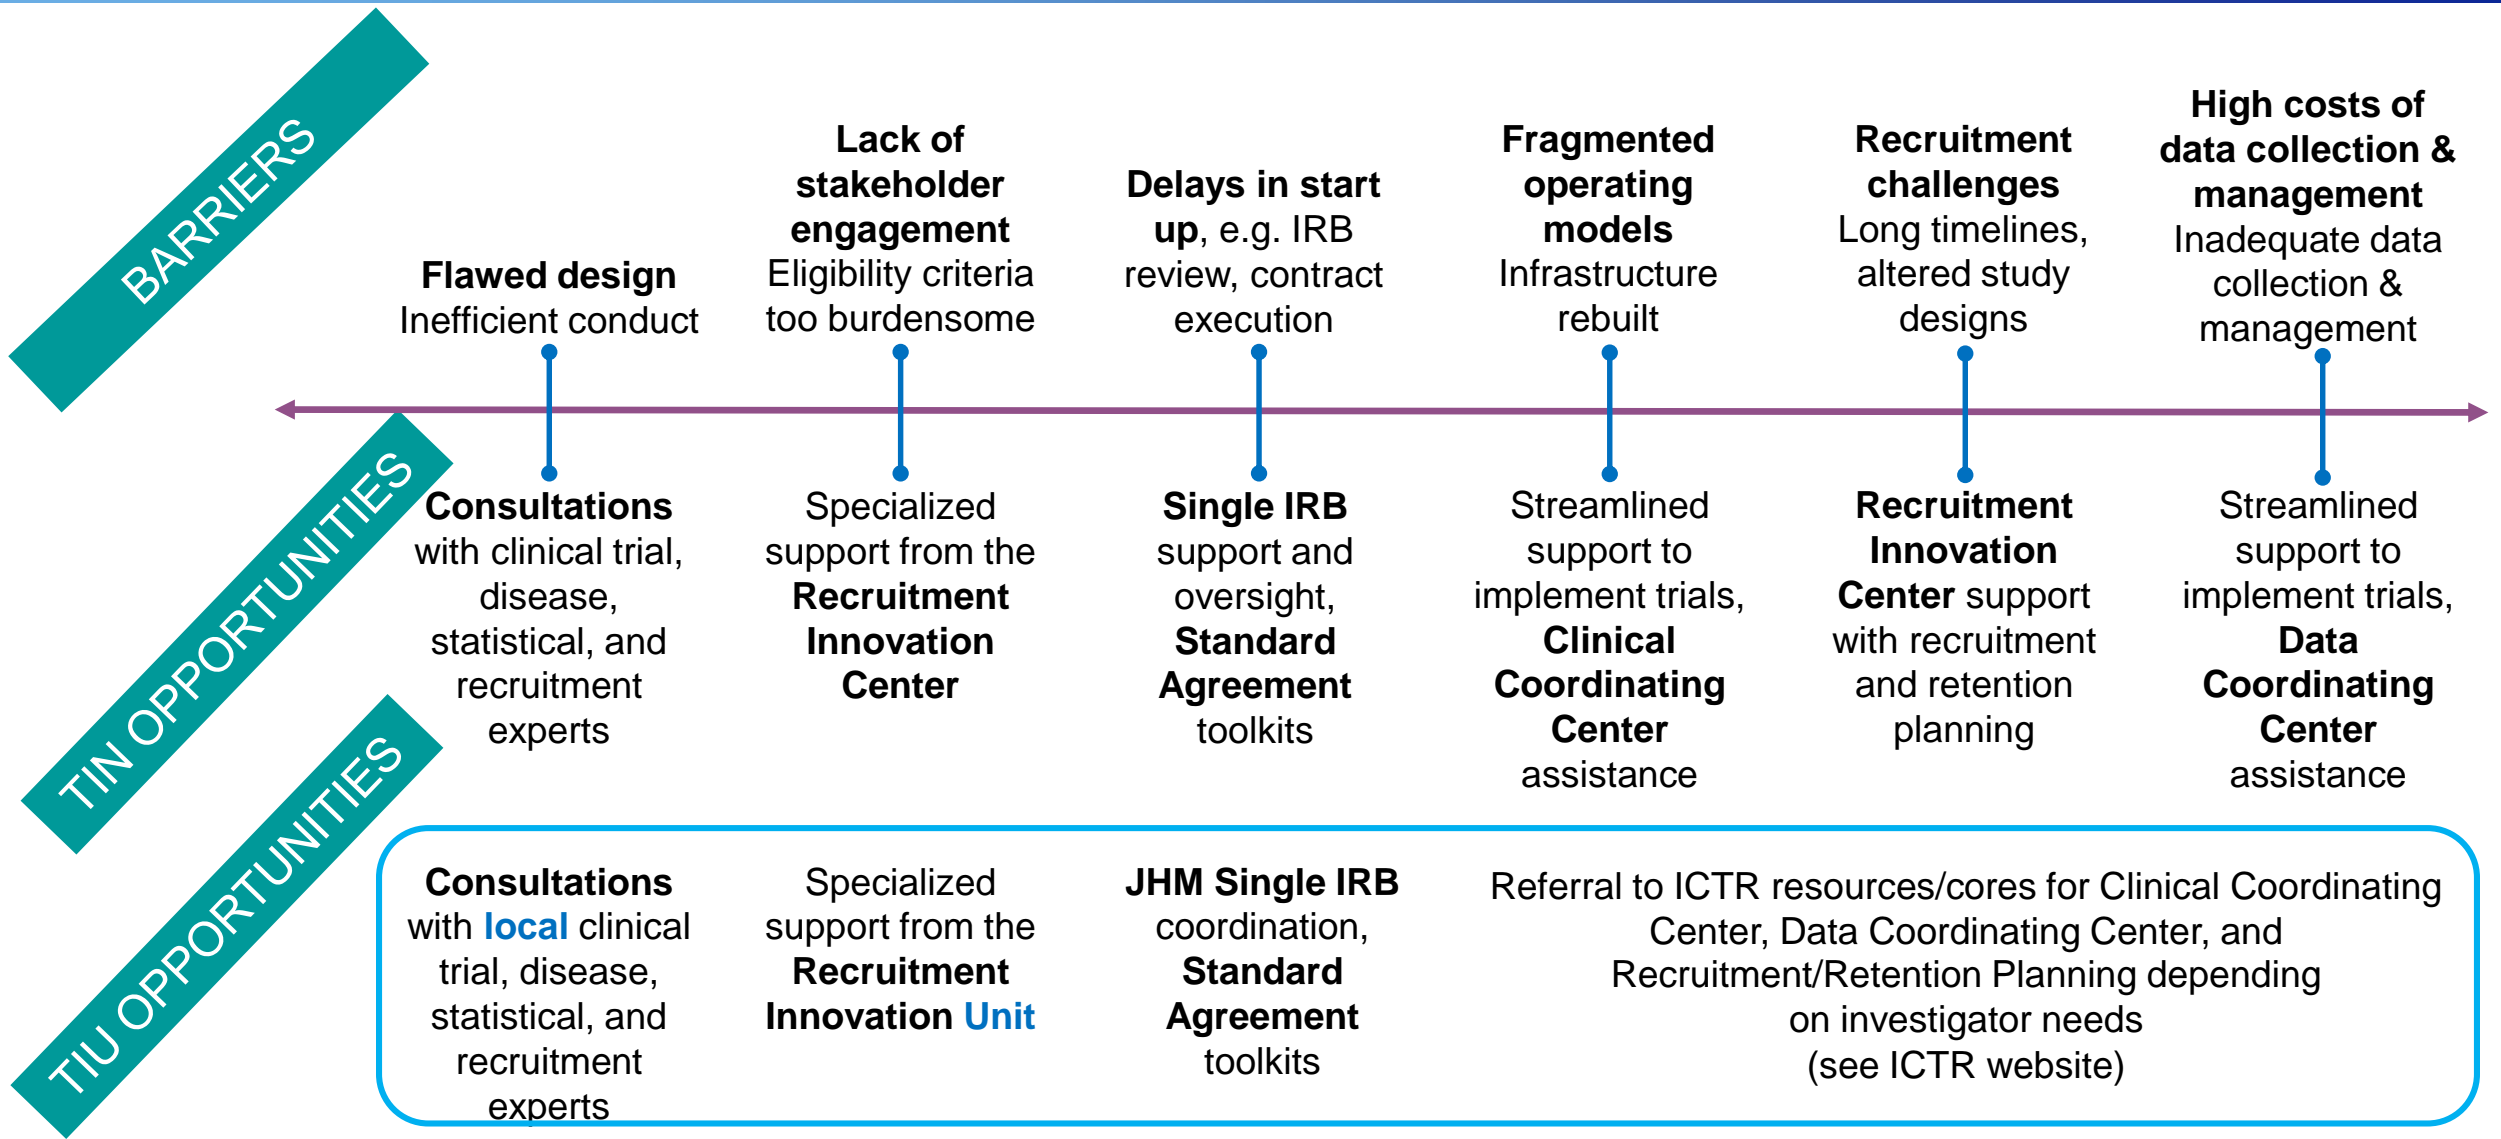 BARRIERS
Flawed design
Inefficient conduct
Lack of
stakeholder
engagement
Eligibility criteria
too burdensome
Delays in start
up, e.g. IRB
review, contract
execution
Fragmented
operating
models
Infrastructure
rebuilt
Recruitment
challenges
Long timelines,
altered study
designs
High costs of
data collection &
management
Inadequate data
collection &
management
TIN OPPORTUNITIES
Consultations
with clinical trial,
disease,
statistical, and
recruitment
experts
Specialized
support from the
Recruitment
Innovation
Center
Single IRB
support and
oversight,
Standard
Agreement
toolkits
Streamlined
support to
implement trials,
Clinical
Coordinating
Center
assistance
Recruitment
Innovation
Center support
with recruitment
and retention
planning
Streamlined
support to
implement trials,
Data
Coordinating
Center
assistance
TIU OPPORTUNITIES
Consultations
with local clinical
trial, disease,
statistical, and
recruitment
experts
Specialized
support from the
Recruitment
Innovation Unit
JHM Single IRB
coordination,
Standard
Agreement
toolkits
Referral to ICTR resources/cores for Clinical Coordinating
Center, Data Coordinating Center, and
Recruitment/Retention Planning depending
on investigator needs
(see ICTR website)